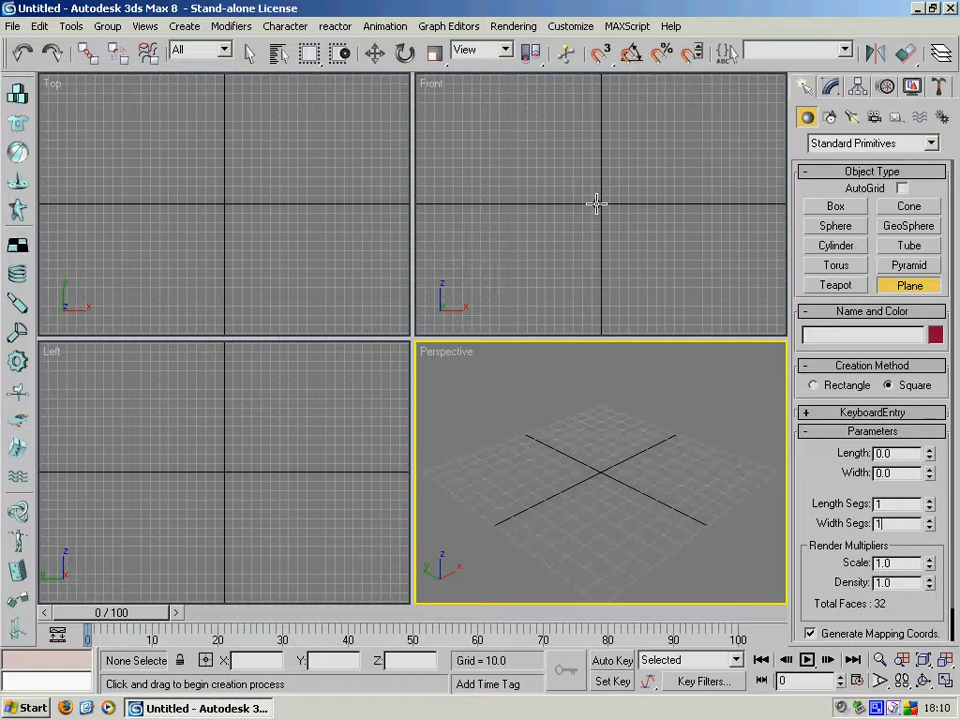 Untitled - Autodesk 3ds Max 8 - Stand-alone License
File Edit Tools Group Views Create Modifiers Character reactor Animation Graph Editors Rendering Customize MAXScript Help
All
View
3
%
ABC
Top
Front
Left
Perspective
z
y
x
z
y
x
z
y
x
z
y
x
Standard Primitives
- Object Type
AutoGrid
Box Cone
Sphere GeoSphere
Cylinder Tube
Torus Pyramid
Teapot Plane
- Name and Color
- Creation Method
Rectangle Square
+ KeyboardEntry
- Parameters
Length: 0.0
Width: 0.0
Length Segs: 1
Width Segs: 1
Render Multipliers
Scale: 1.0
Density: 1.0
Total Faces : 32
Generate Mapping Coords.
< 0 / 100 >
0 10 20 30 40 50 60 70 80 90 100
None Selecte X: Y: Z: Grid = 10.0 Auto Key Selected
Click and drag to begin creation process Add Time Tag Set Key Key Filters... 0
Start Untitled - Autodesk 3... 18:10